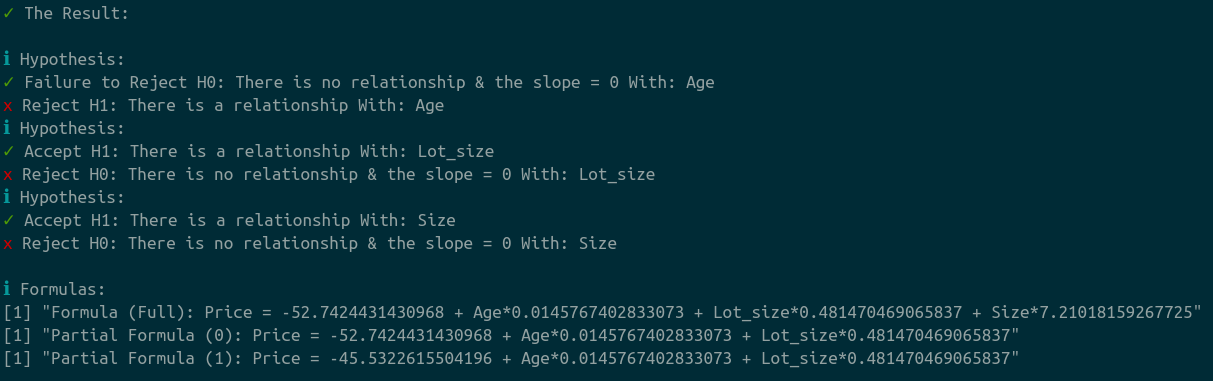 ✓ The Result:
ℹ Hypothesis:
✓ Failure to Reject H0: There is no relationship & the slope = 0 With: Age
x Reject H1: There is a relationship With: Age
ℹ Hypothesis:
✓ Accept H1: There is a relationship With: Lot_size
x Reject H0: There is no relationship & the slope = 0 With: Lot_size
ℹ Hypothesis:
✓ Accept H1: There is a relationship With: Size
x Reject H0: There is no relationship & the slope = 0 With: Size
ℹ Formulas:
[1] "Formula (Full): Price = -52.7424431430968 + Age*0.0145767402833073 + Lot_size*0.481470469065837 + Size*7.21018159267725"
[1] "Partial Formula (0): Price = -52.7424431430968 + Age*0.0145767402833073 + Lot_size*0.481470469065837"
[1] "Partial Formula (1): Price = -45.5322615504196 + Age*0.0145767402833073 + Lot_size*0.481470469065837"